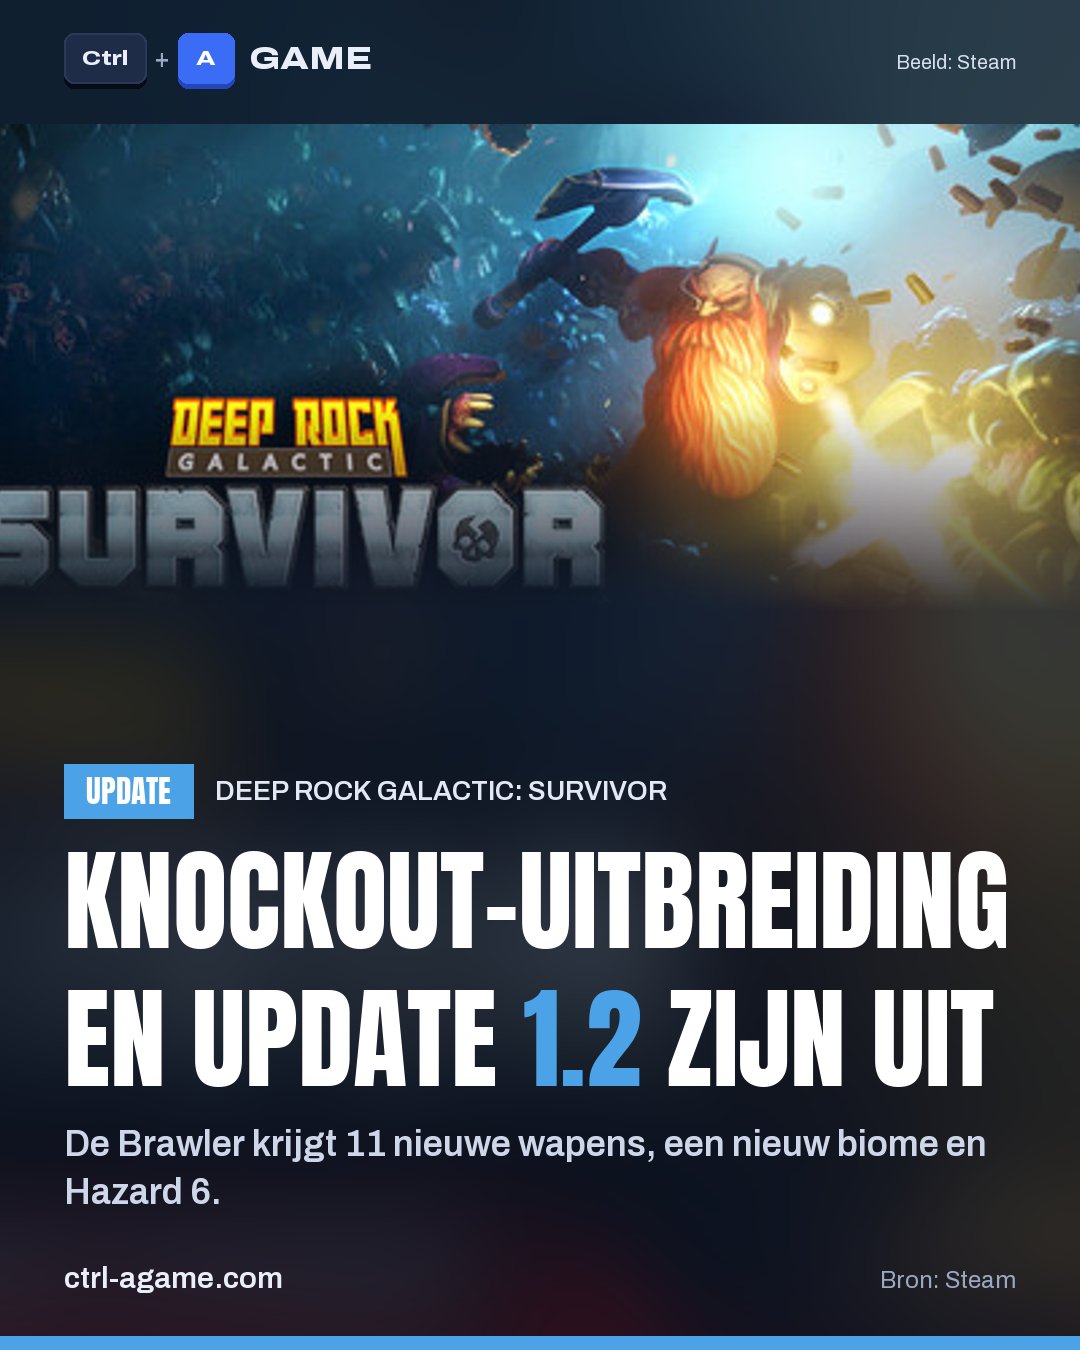 Ctrl + A GAME
Beeld: Steam
DEEP ROCK
GALACTIC
SURVIVOR
UPDATE DEEP ROCK GALACTIC: SURVIVOR
KNOCKOUT-UITBREIDING
EN UPDATE 1.2 ZIJN UIT
De Brawler krijgt 11 nieuwe wapens, een nieuw biome en
Hazard 6.
ctrl-agame.com
Bron: Steam